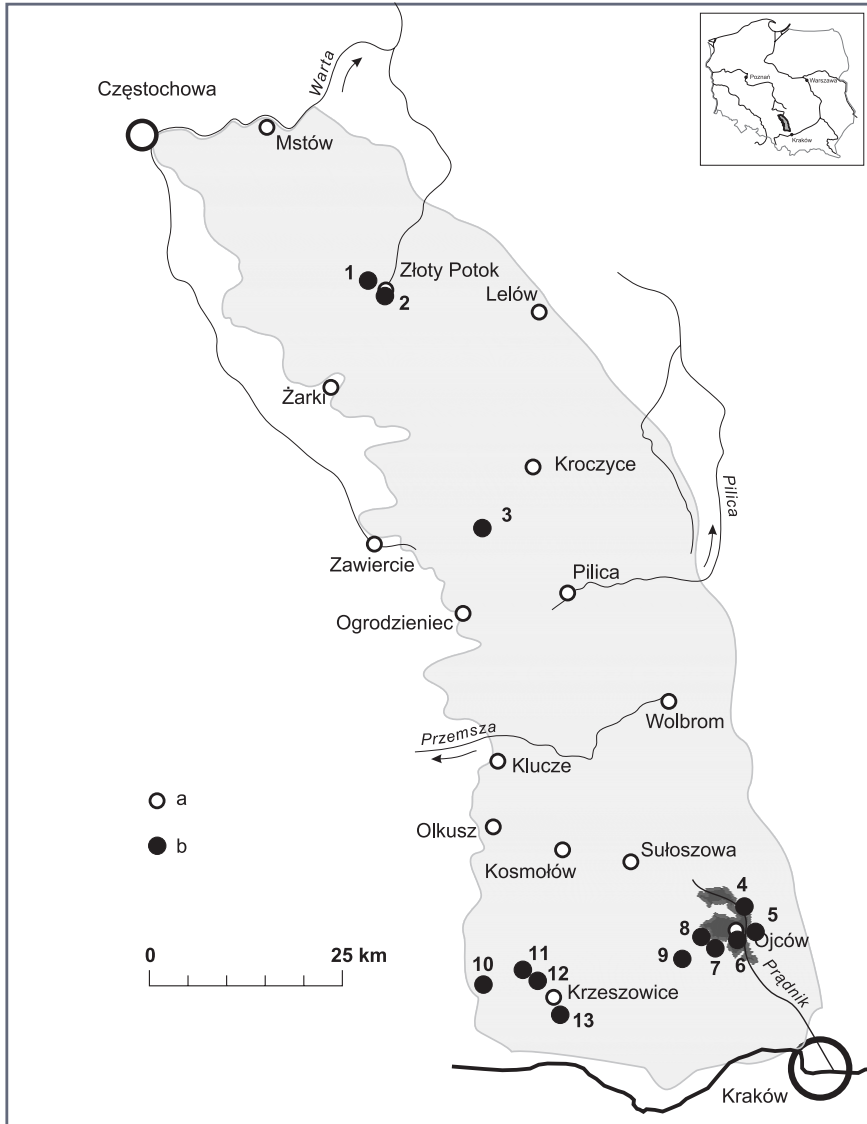 Częstochowa
Warta
Mstów
Poznań
Warszawa
Kraków
1
Złoty Potok
2
Lelów
Żarki
Kroczyce
3
Pilica
Zawiercie
Pilica
Ogrodzieniec
Wolbrom
Przemsza
Klucze
a
Olkusz
b
Sułoszowa
Kosmołów
4
5
8
Ojców
0 25 km
11
9
7
6
10
12
Prądnik
Krzeszowice
13
Kraków